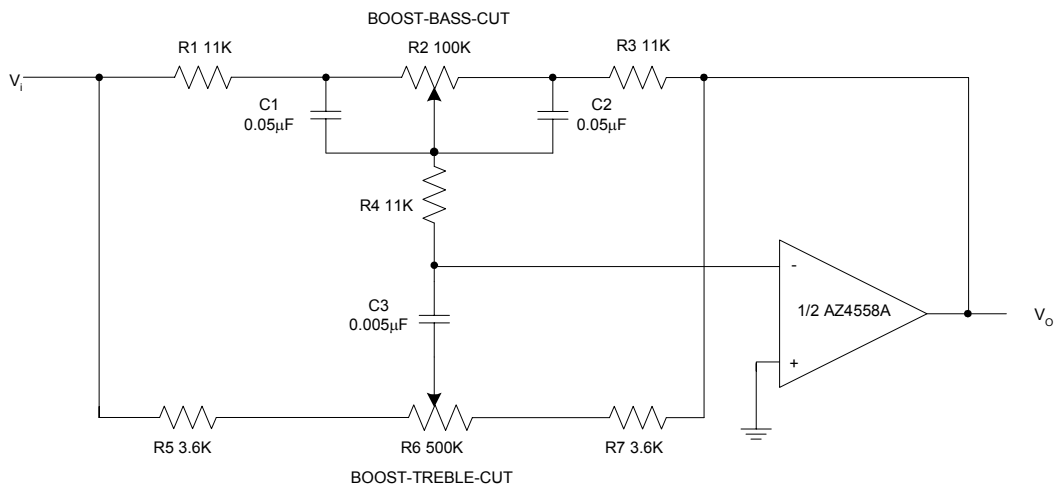 BOOST-BASS-CUT
R1 11K
R2 100K
R3 11K
Vi
C1
0.05μF
C2
0.05μF
R4 11K
C3
0.005μF
-
1/2 AZ4558A
+
VO
R5 3.6K
R6 500K
R7 3.6K
BOOST-TREBLE-CUT